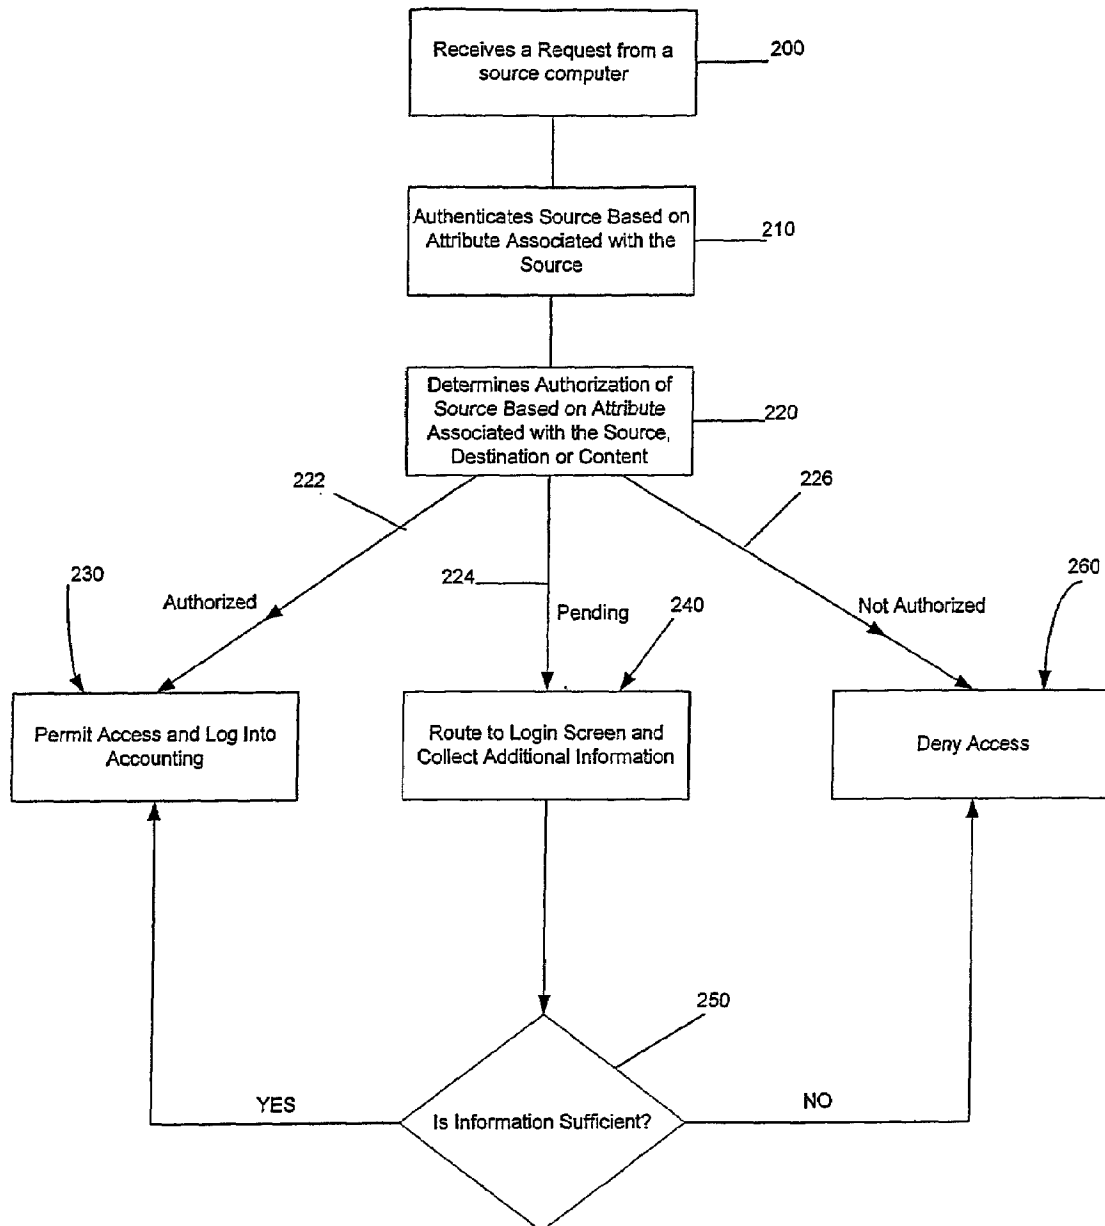 Receives a Request from a
source computer
200
Authenticates Source Based on
Attribute Associated with the
Source
210
Determines Authorization of
Source Based on Attribute
Associated with the Source,
Destination or Content
220
222
226
224
230
Authorized
Pending
240
Not Authorized
260
Permit Access and Log Into
Accounting
Route to Login Screen and
Collect Additional Information
Deny Access
250
YES
Is Information Sufficient?
NO